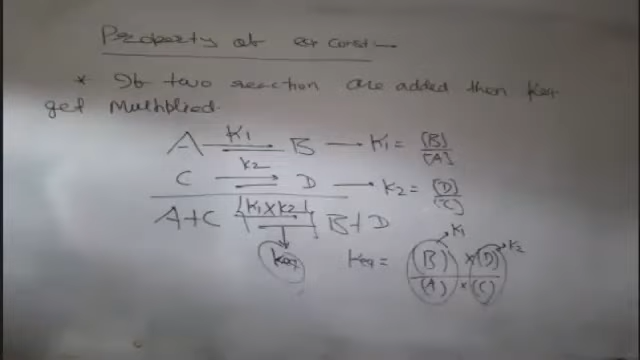 Property of eq const -
* If two reaction are added then Keq
get Multiplied.
A K1 ⇌ B → K1 = [B]/[A]
C K2 ⇌ D → K2 = [D]/[C]
A+C |K1×K2| ⇌ B+D
Keq Keq = [B]/[A] × [D]/[C] K1 K2